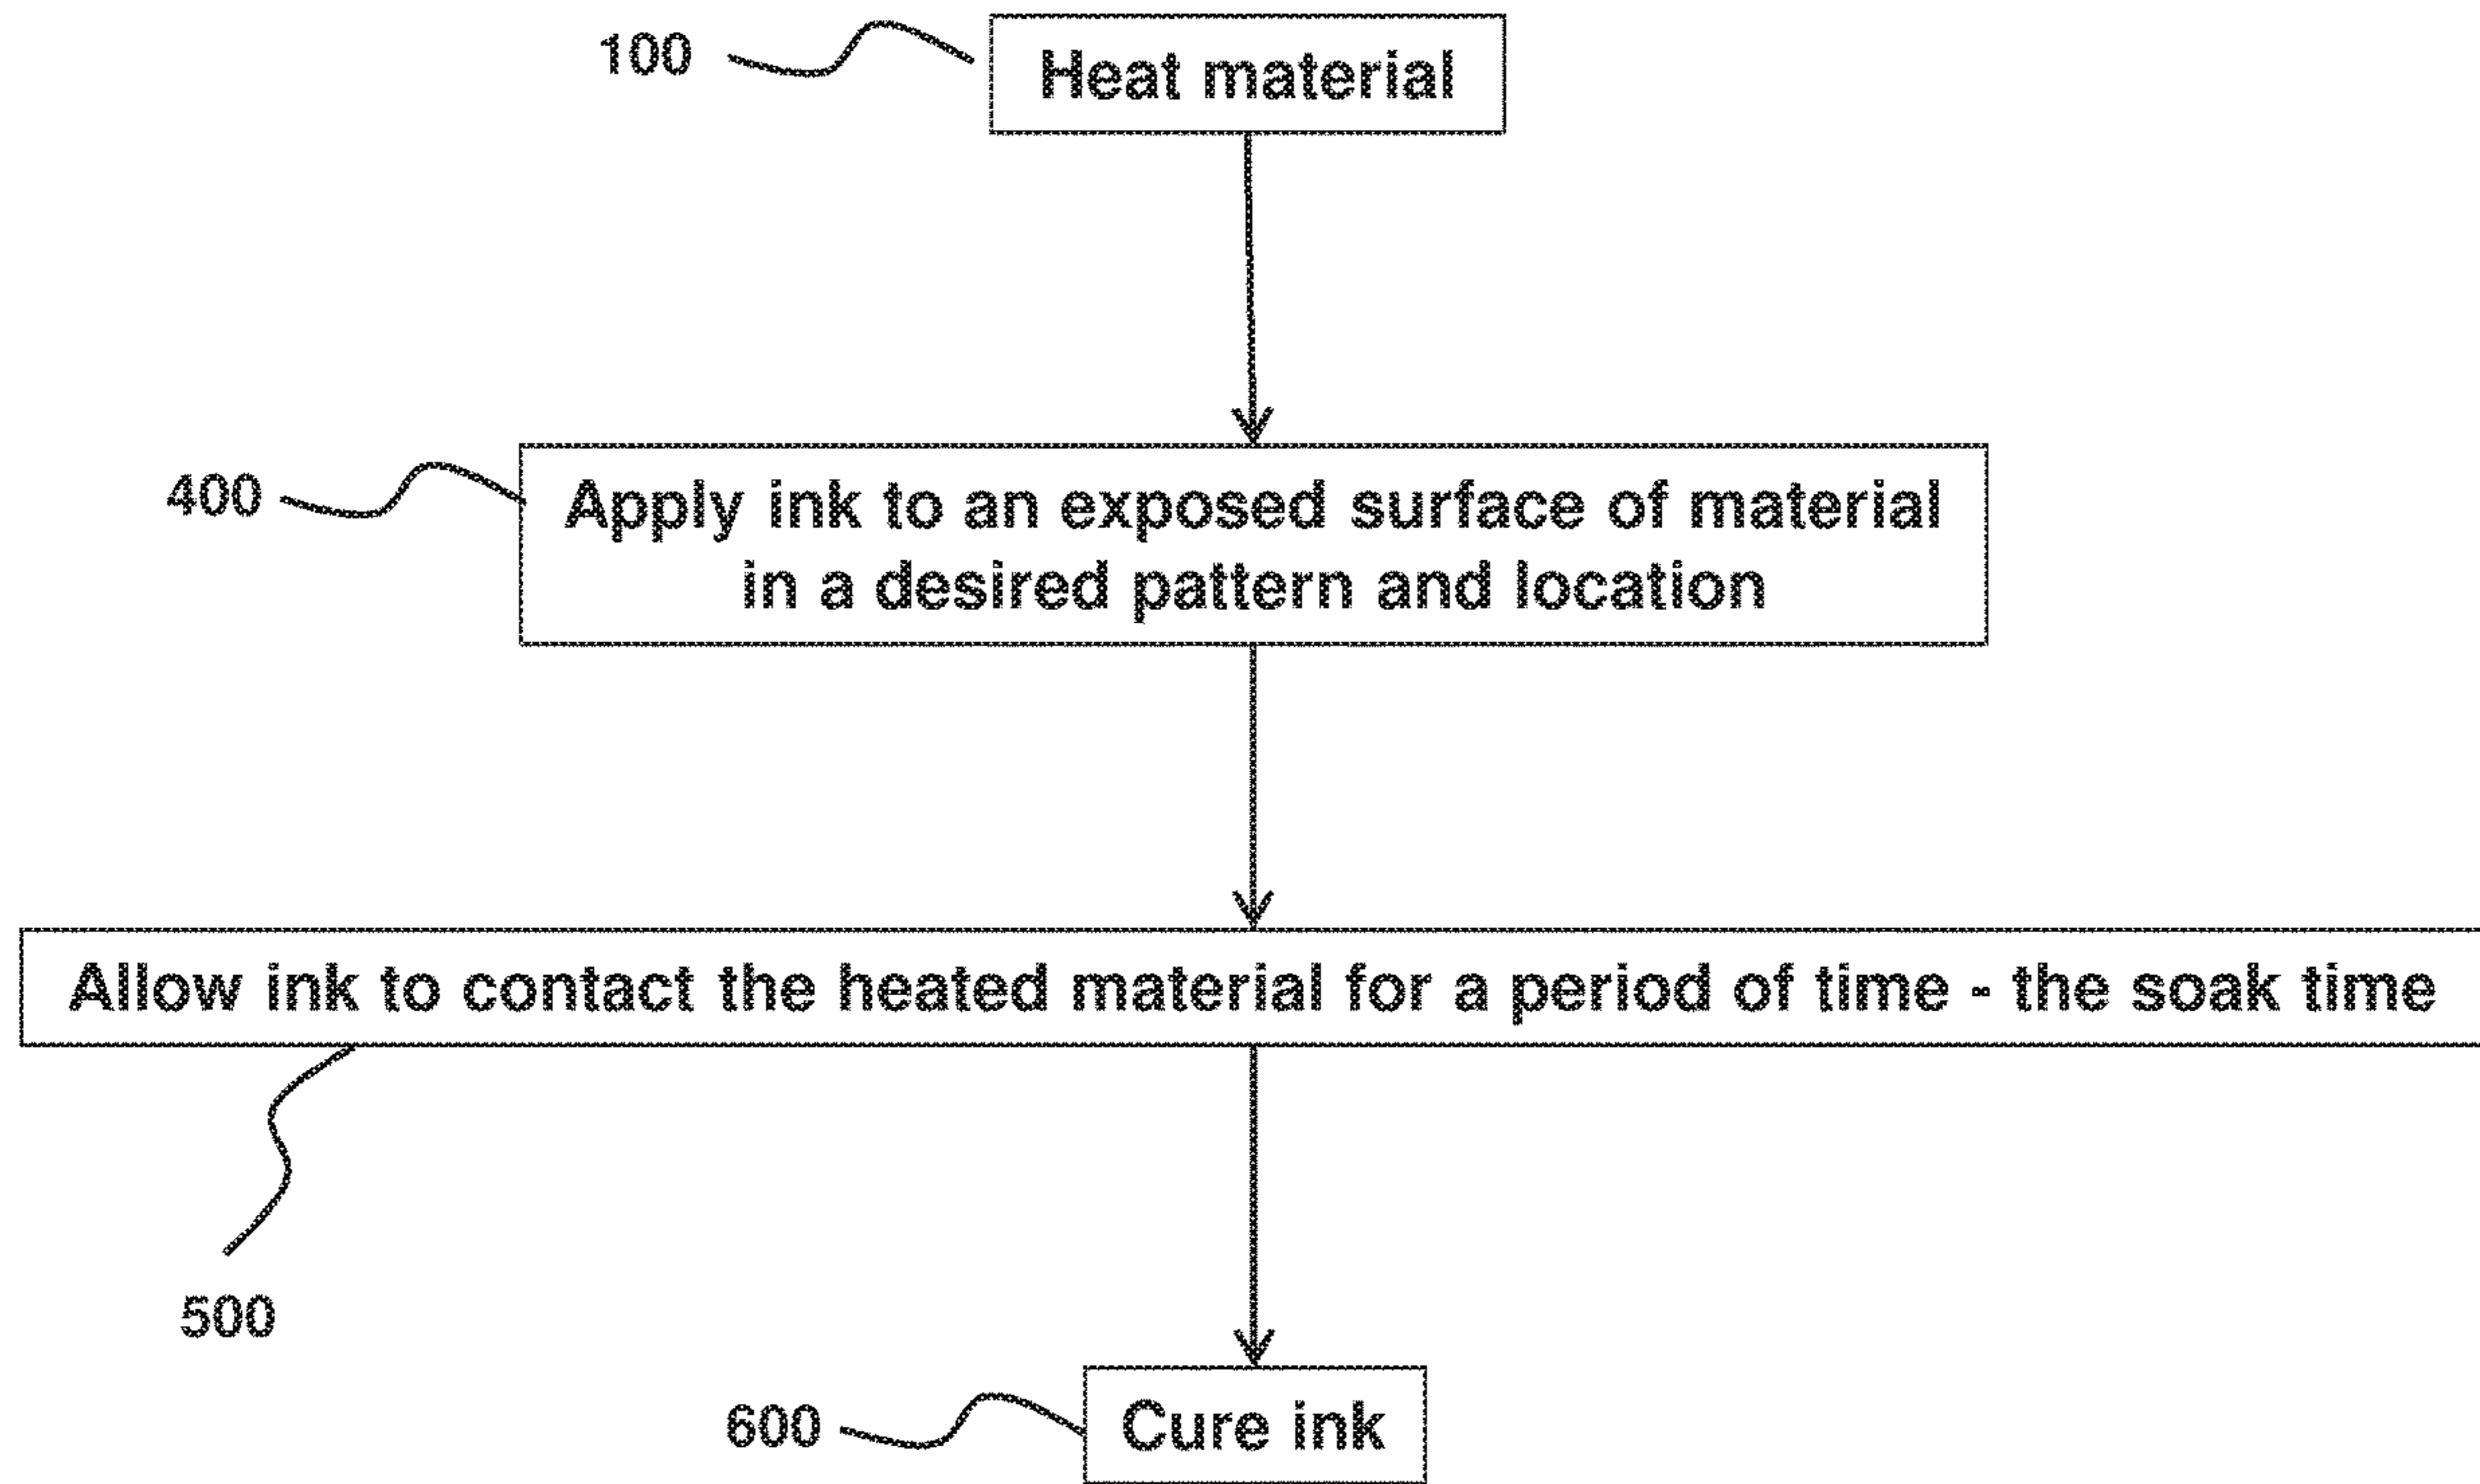 100
Heat material
400
Apply ink to an exposed surface of material
in a desired pattern and location
Allow ink to contact the heated material for a period of time - the soak time
500
600
Cure ink